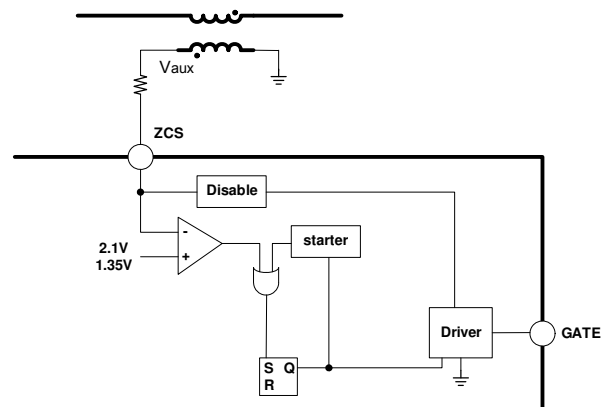 Vaux
ZCS
Disable
-
2.1V
1.35V
+
starter
Driver
GATE
S Q
R